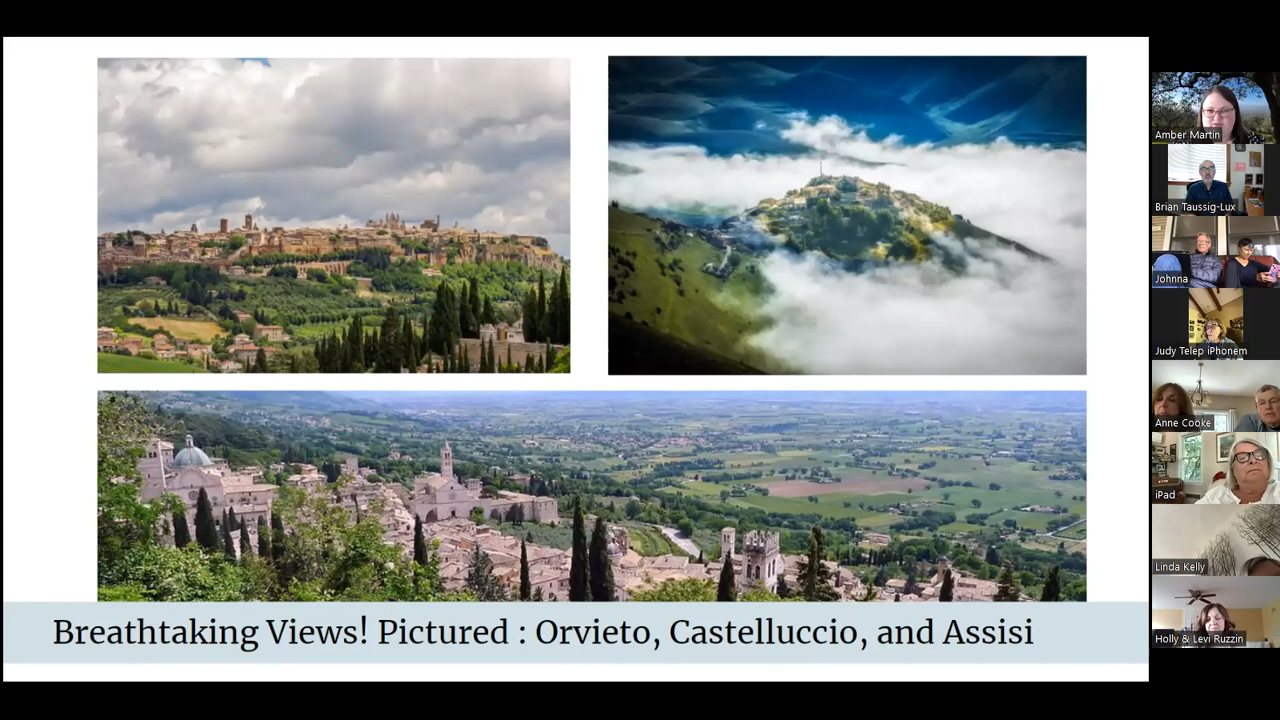 Breathtaking Views! Pictured : Orvieto, Castelluccio, and Assisi
Amber Martin
Brian Taussig-Lux
Johnna
Judy Telep iPhonem
Anne Cooke
iPad
Linda Kelly
Holly & Levi Ruzzin